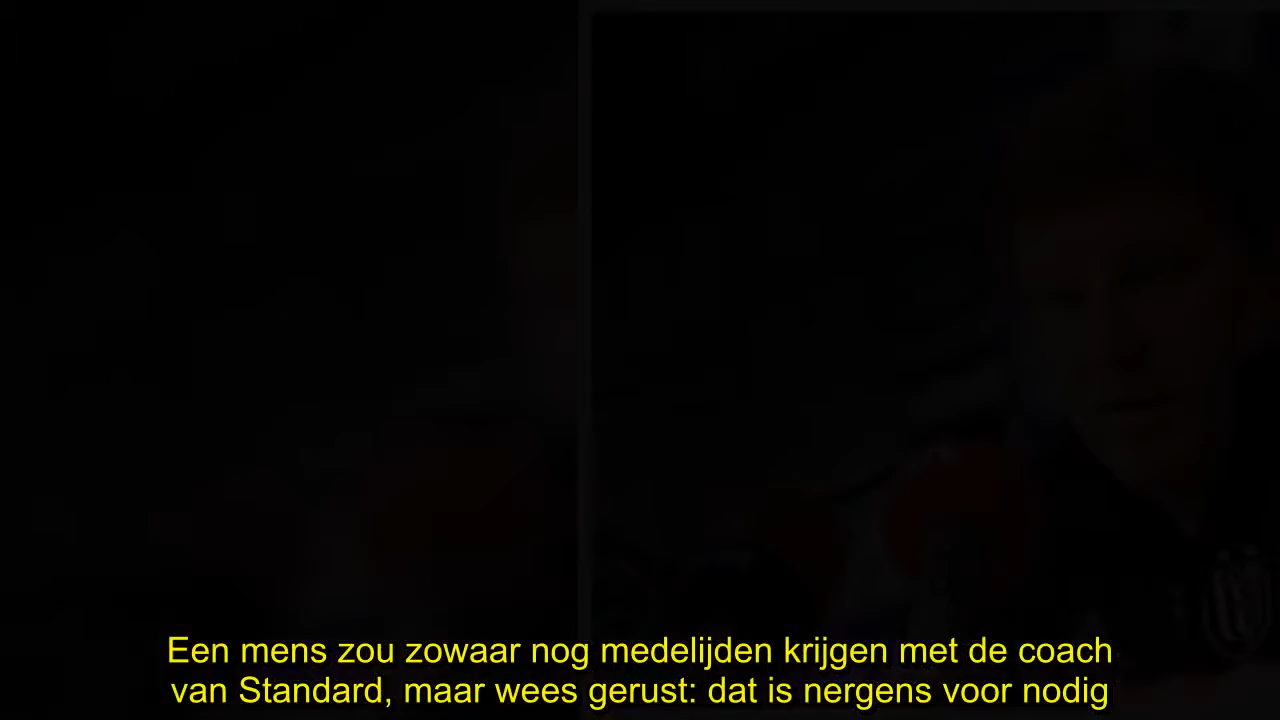 Een mens zou zowaar nog medelijden krijgen met de coach
van Standard, maar wees gerust: dat is nergens voor nodig